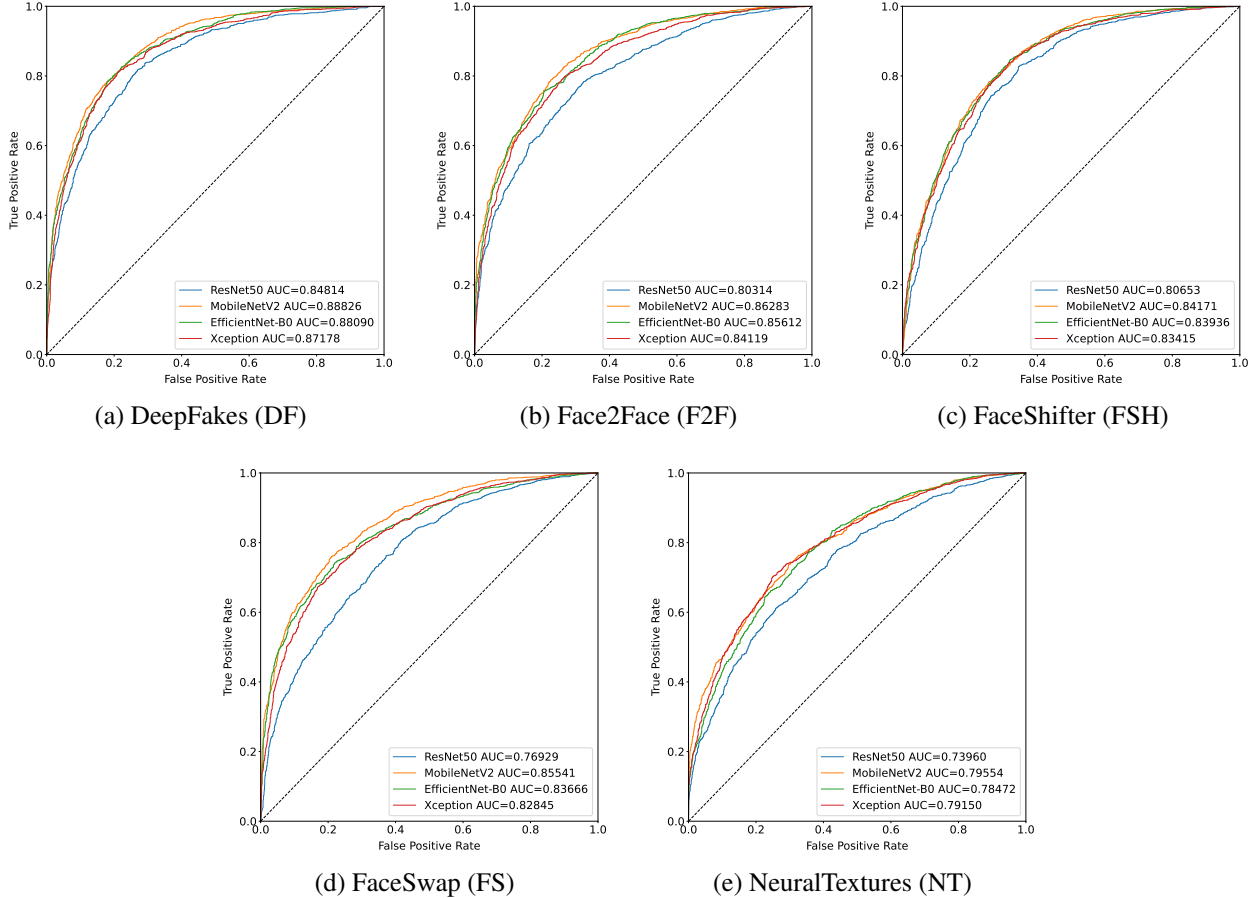 1.0
0.8
0.6
0.4
0.2
0.0
True Positive Rate
ResNet50 AUC=0.84814
MobileNetV2 AUC=0.88826
EfficientNet-B0 AUC=0.88090
Xception AUC=0.87178
0.0 0.2 0.4 0.6 0.8 1.0
False Positive Rate
(a) DeepFakes (DF)
1.0
0.8
0.6
0.4
0.2
0.0
True Positive Rate
ResNet50 AUC=0.80314
MobileNetV2 AUC=0.86283
EfficientNet-B0 AUC=0.85612
Xception AUC=0.84119
0.0 0.2 0.4 0.6 0.8 1.0
False Positive Rate
(b) Face2Face (F2F)
1.0
0.8
0.6
0.4
0.2
0.0
True Positive Rate
ResNet50 AUC=0.80653
MobileNetV2 AUC=0.84171
EfficientNet-B0 AUC=0.83936
Xception AUC=0.83415
0.0 0.2 0.4 0.6 0.8 1.0
False Positive Rate
(c) FaceShifter (FSH)
1.0
0.8
0.6
0.4
0.2
0.0
True Positive Rate
ResNet50 AUC=0.76929
MobileNetV2 AUC=0.85541
EfficientNet-B0 AUC=0.83666
Xception AUC=0.82845
0.0 0.2 0.4 0.6 0.8 1.0
False Positive Rate
(d) FaceSwap (FS)
1.0
0.8
0.6
0.4
0.2
0.0
True Positive Rate
ResNet50 AUC=0.73960
MobileNetV2 AUC=0.79554
EfficientNet-B0 AUC=0.78472
Xception AUC=0.79150
0.0 0.2 0.4 0.6 0.8 1.0
False Positive Rate
(e) NeuralTextures (NT)